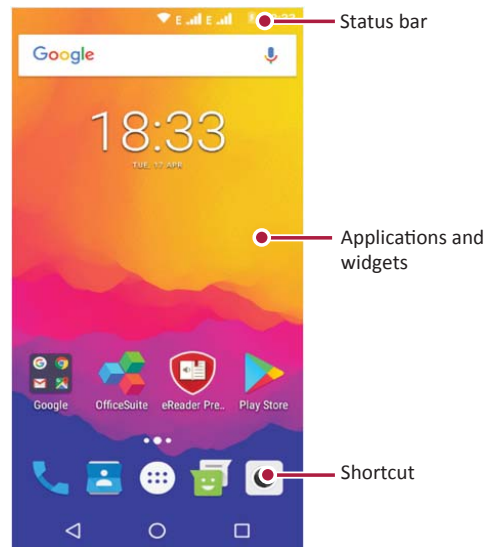 E E
Status bar
Google
18:33
TUE, 17 APR
Applications and
widgets
Google
OfficeSuite
eReader Pre..
Play Store
Shortcut